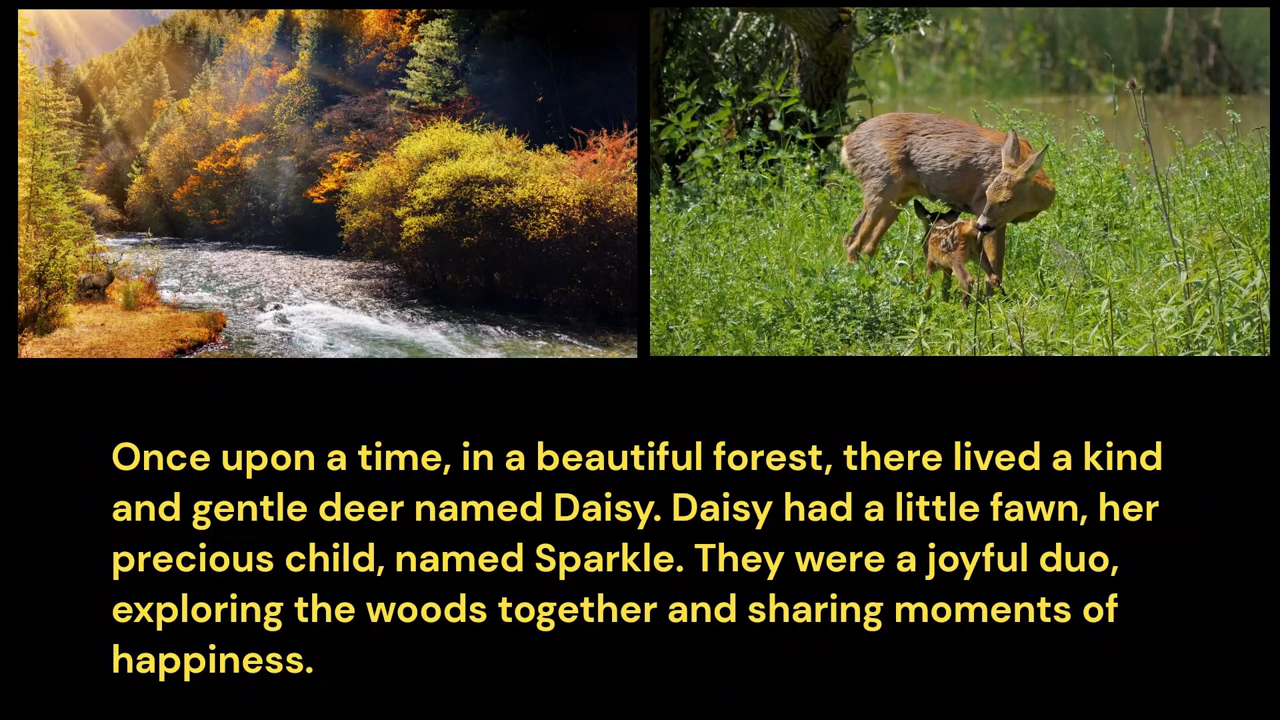 Once upon a time, in a beautiful forest, there lived a kind
and gentle deer named Daisy. Daisy had a little fawn, her
precious child, named Sparkle. They were a joyful duo,
exploring the woods together and sharing moments of
happiness.